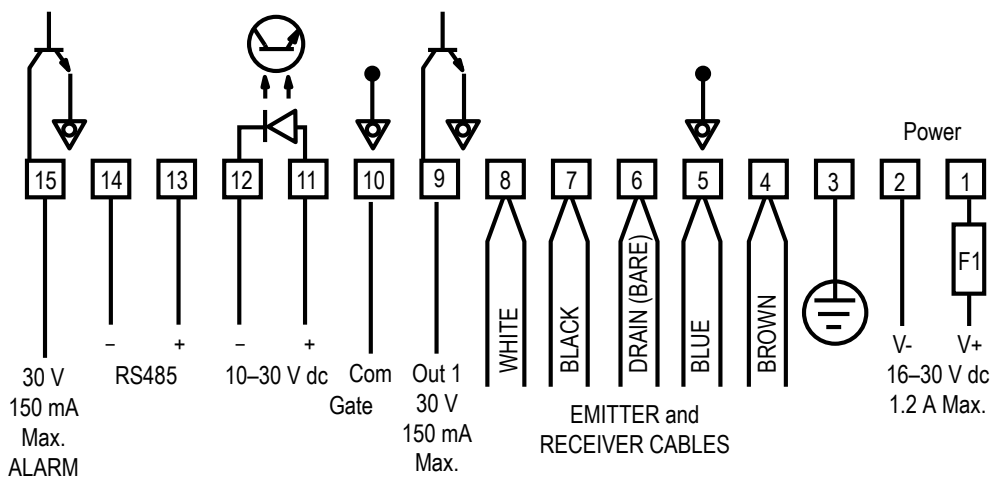 Power
15
14
13
12
11
10
9
8
7
6
5
4
3
2
1
F1
WHITE
BLACK
DRAIN (BARE)
BLUE
BROWN
–
+
–
+
V-
V+
30 V
150 mA
Max.
ALARM
RS485
10–30 V dc
Com
Gate
Out 1
30 V
150 mA
Max.
EMITTER and
RECEIVER CABLES
16–30 V dc
1.2 A Max.